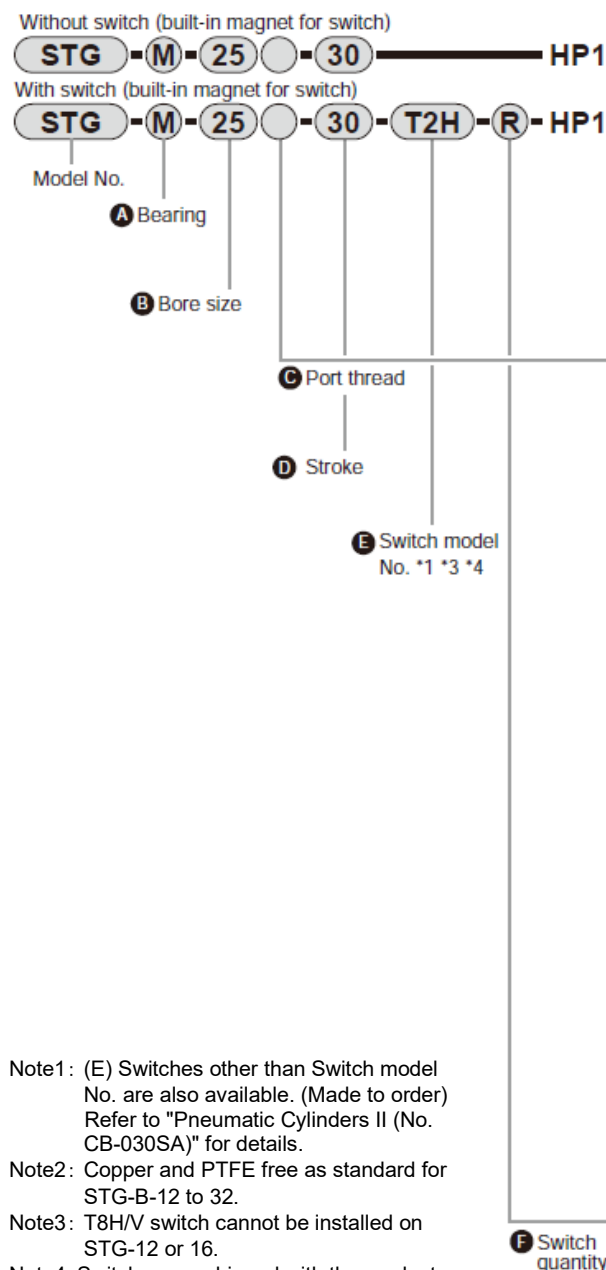 Without switch (built-in magnet for switch)
STG-M-25 -30 HP1
With switch (built-in magnet for switch)
STG-M-25 -30-T2H-R-HP1
Model No.
A Bearing
B Bore size
C Port thread
D Stroke
E Switch model
No. *1 *3 *4
Note1: (E) Switches other than Switch model
No. are also available. (Made to order)
Refer to "Pneumatic Cylinders II (No.
CB-030SA)" for details.
Note2: Copper and PTFE free as standard for
STG-B-12 to 32.
Note3: T8H/V switch cannot be installed on
STG-12 or 16.
F Switch
quantity